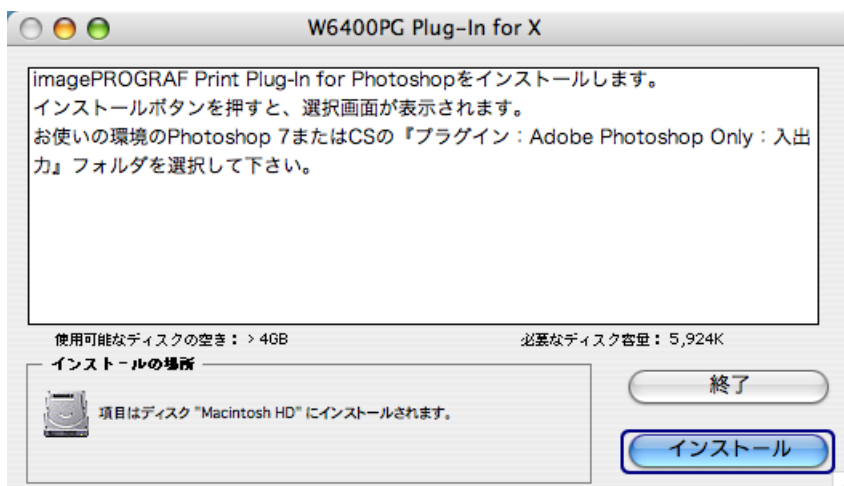 W6400PG Plug-In for X
imagePROGRAF Print Plug-In for Photoshopをインストールします。
インストールボタンを押すと、選択画面が表示されます。
お使いの環境のPhotoshop 7またはCSの『プラグイン：Adobe Photoshop Only：入出
力』フォルダを選択して下さい。
使用可能なディスクの空き：> 4GB
必要なディスク容量：5,924K
インストールの場所
項目はディスク "Macintosh HD" にインストールされます。
終了
インストール